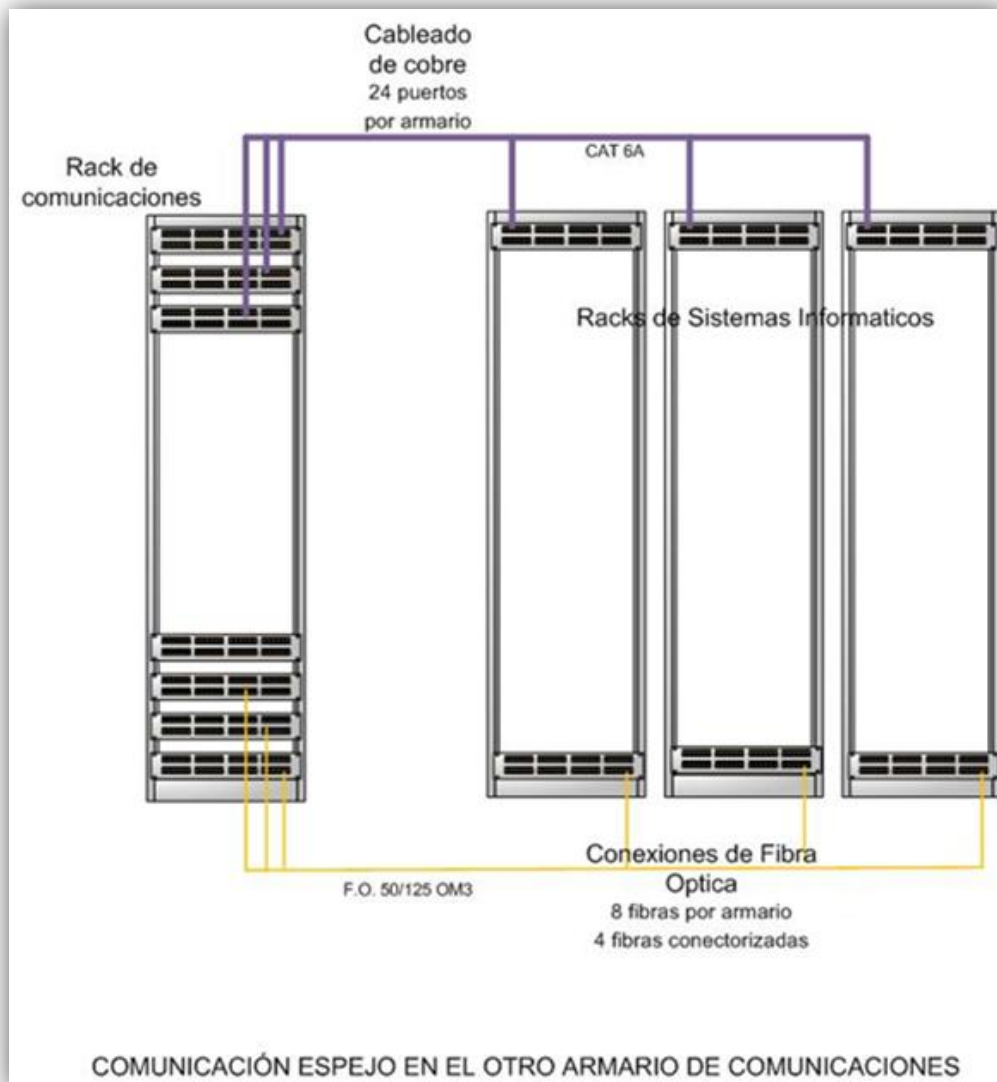 Cableado
de cobre
24 puertos
por armario
CAT 6A
Rack de
comunicaciones
Racks de Sistemas Informaticos
Conexiones de Fibra
Optica
8 fibras por armario
4 fibras conectorizadas
F.O. 50/125 OM3
COMUNICACIÓN ESPEJO EN EL OTRO ARMARIO DE COMUNICACIONES